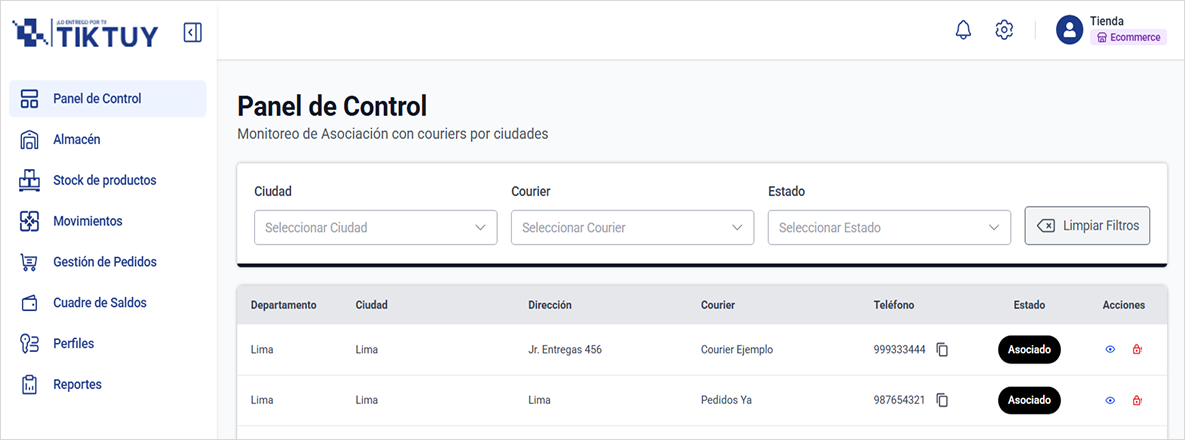 ¡LO ENTREGO POR TI!
TIKTUY
Tienda
Ecommerce
Panel de Control
Almacén
Stock de productos
Movimientos
Gestión de Pedidos
Cuadre de Saldos
Perfiles
Reportes
Panel de Control
Monitoreo de Asociación con couriers por ciudades
Ciudad Courier Estado
Seleccionar Ciudad Seleccionar Courier Seleccionar Estado Limpiar Filtros
Departamento Ciudad Dirección Courier Teléfono Estado Acciones
Lima Lima Jr. Entregas 456 Courier Ejemplo 999333444 Asociado
Lima Lima Lima Pedidos Ya 987654321 Asociado